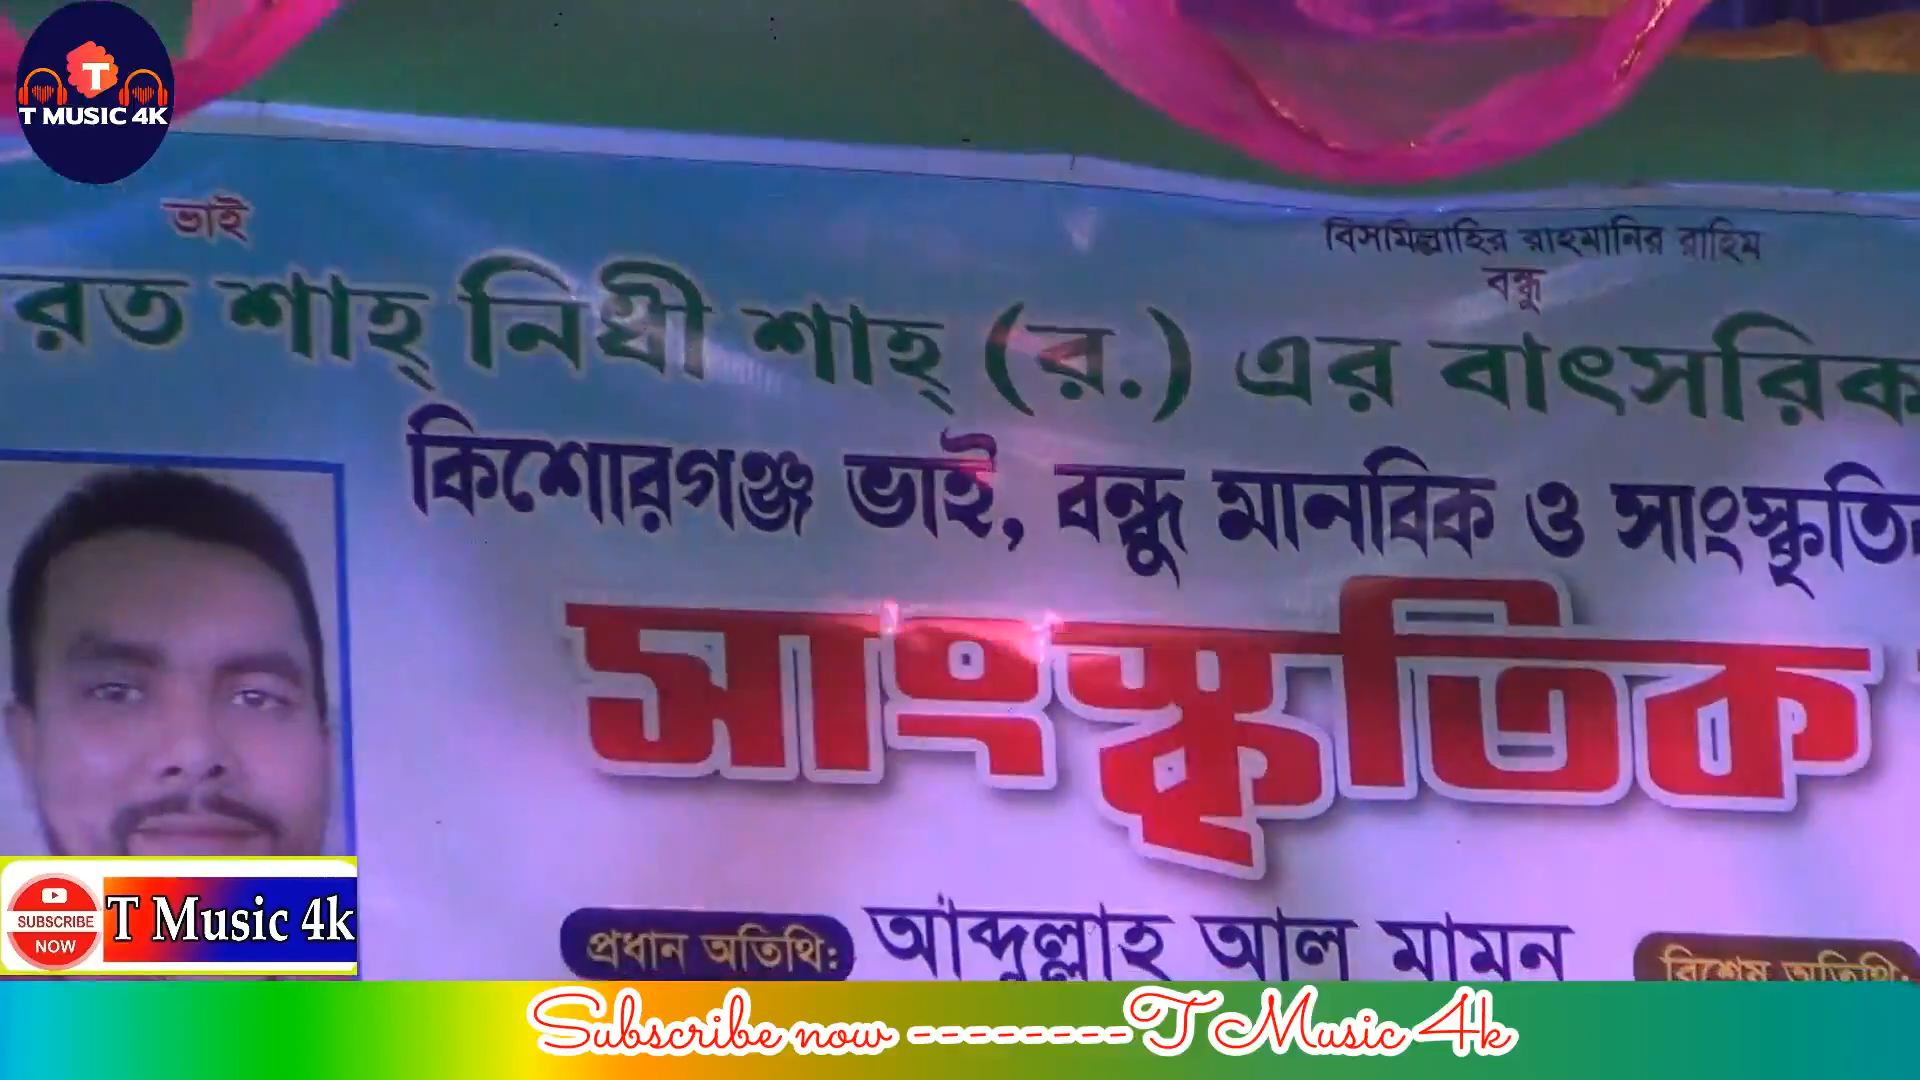 T
T MUSIC 4K
ভাই
বিসমিল্লাহির রাহমানির রাহিম
বন্ধু
রত শাহ্ নিঘী শাহ্ (র.) এর বাৎসরিক
কিশোরগঞ্জ ভাই, বন্ধু মানবিক ও সাংস্কৃতি
সাংস্কৃতিক
প্রধান অতিথি: আব্দুল্লাহ আল মামন
বিশেষ অতিথি:
SUBSCRIBE
NOW
T Music 4k
Subscribe now --------T Music 4k